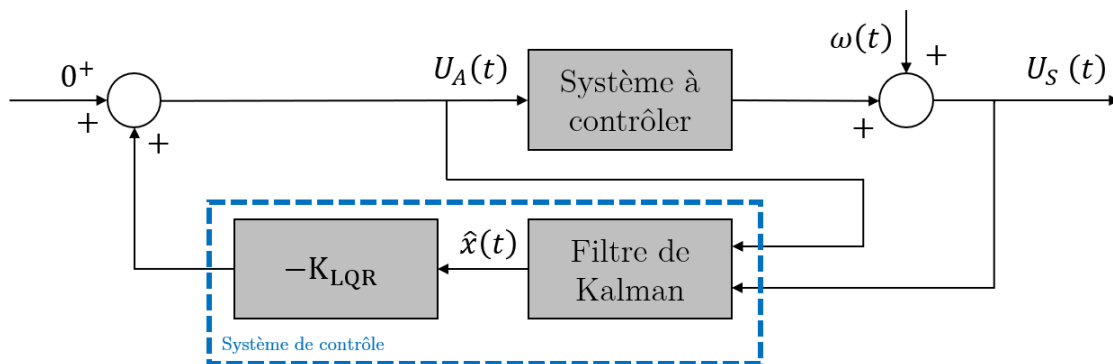 ω(t)
+
0⁺
U_A(t)
U_S (t)
Système à
contrôler
+
+
+
x̂(t)
−K_LQR
Filtre de
Kalman
Système de contrôle